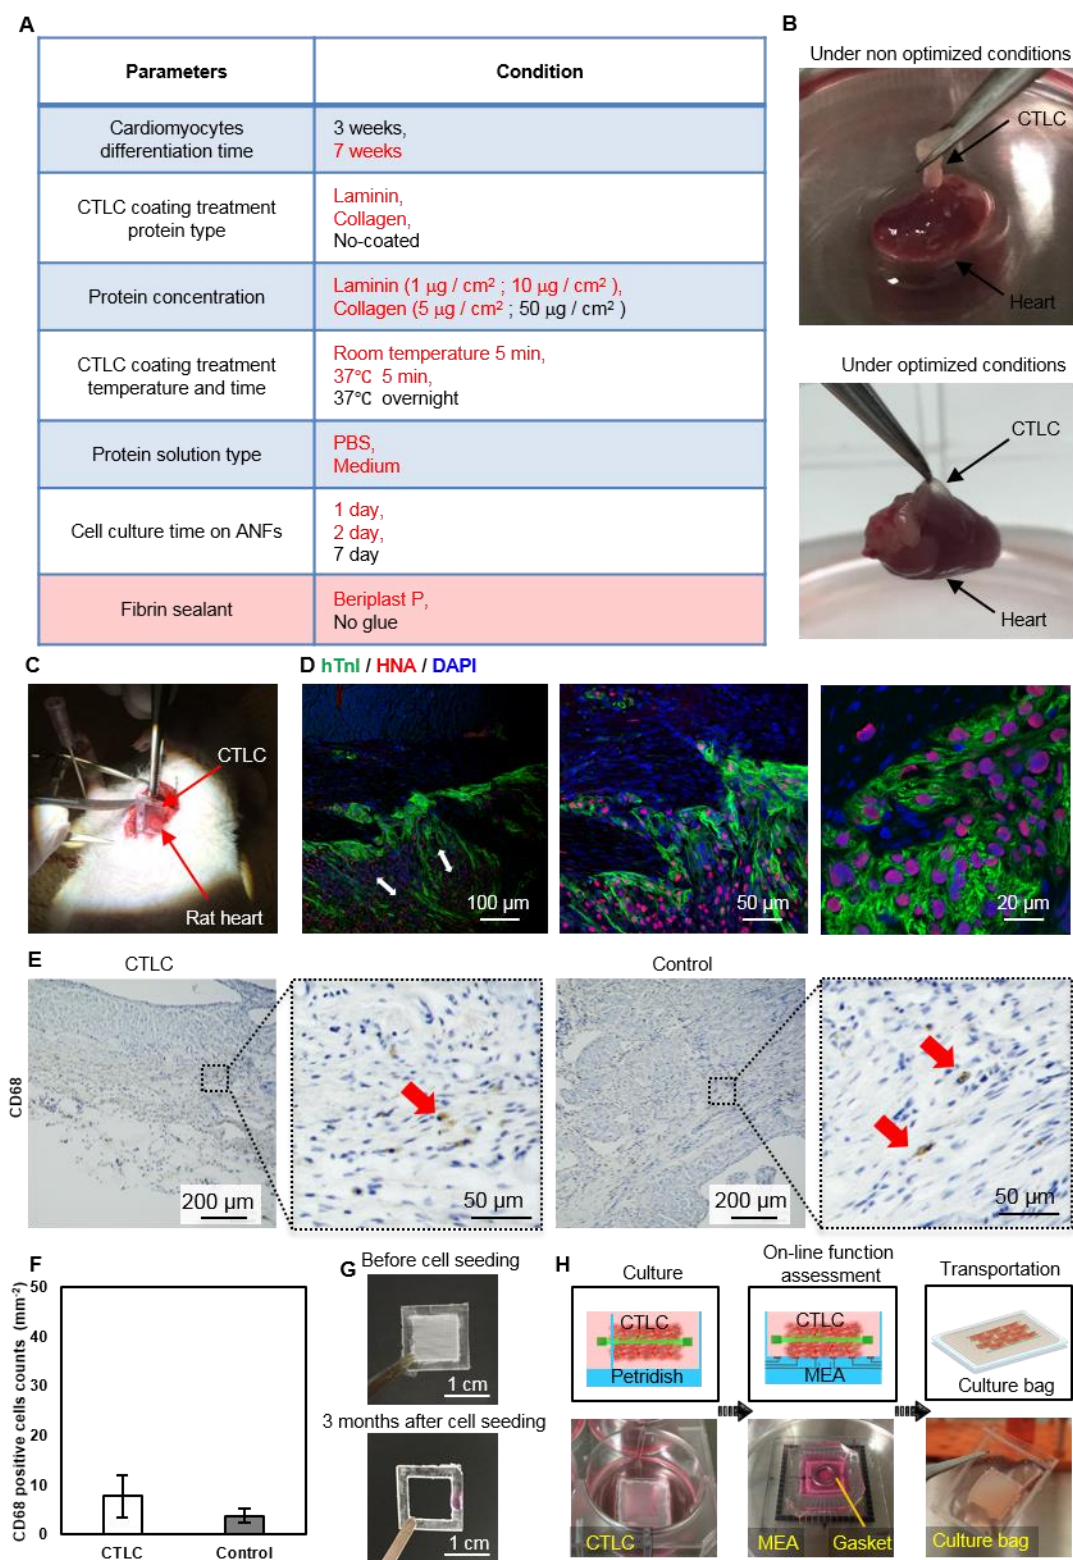 A
Parameters
Condition
Cardiomyocytes
differentiation time
3 weeks,
7 weeks
CTLC coating treatment
protein type
Laminin,
Collagen,
No-coated
Protein concentration
Laminin (1 μg / cm² ; 10 μg / cm² ),
Collagen (5 μg / cm² ; 50 μg / cm² )
CTLC coating treatment
temperature and time
Room temperature 5 min,
37℃ 5 min,
37℃ overnight
Protein solution type
PBS,
Medium
Cell culture time on ANFs
1 day,
2 day,
7 day
Fibrin sealant
Beriplast P,
No glue
B
Under non optimized conditions
CTLC
Heart
Under optimized conditions
CTLC
Heart
C
CTLC
Rat heart
D hTnI / HNA / DAPI
100 μm
50 μm
20 μm
E
CTLC
Control
CD68
200 μm
50 μm
200 μm
50 μm
F
CD68 positive cells counts (mm⁻²)
50
40
30
20
10
0
CTLC
Control
G
Before cell seeding
1 cm
3 months after cell seeding
1 cm
H
Culture
On-line function
assessment
Transportation
CTLC
Petridish
CTLC
MEA
Culture bag
CTLC
MEA
Gasket
Culture bag